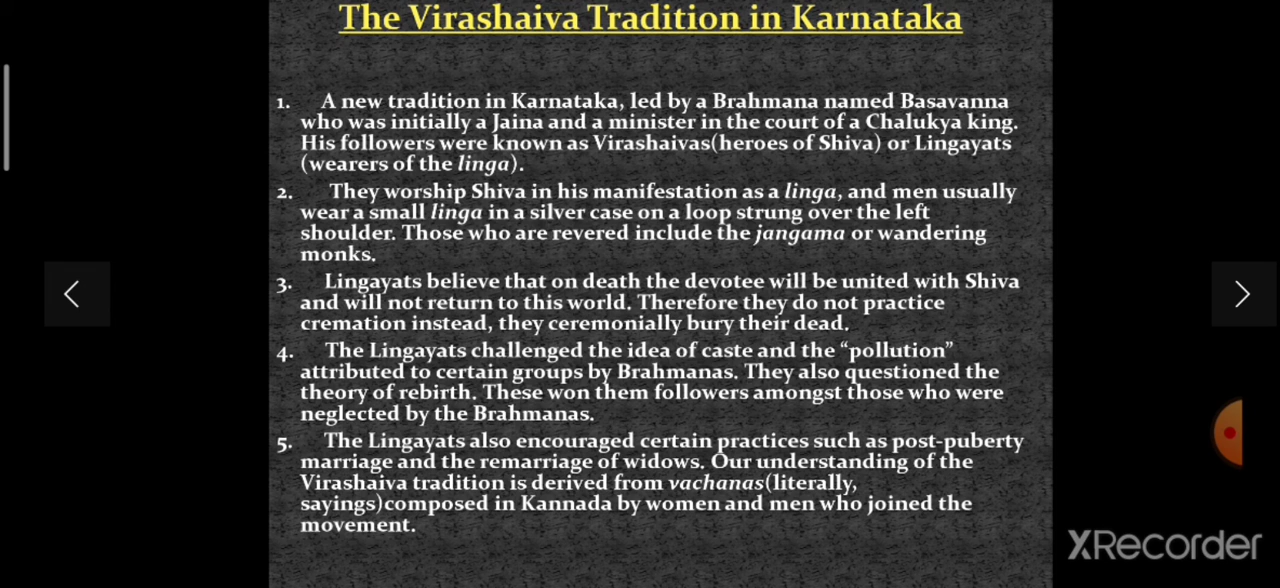 The Virashaiva Tradition in Karnataka
1. A new tradition in Karnataka, led by a Brahmana named Basavanna
who was initially a Jaina and a minister in the court of a Chalukya king.
His followers were known as Virashaivas(heroes of Shiva) or Lingayats
(wearers of the linga).
2. They worship Shiva in his manifestation as a linga, and men usually
wear a small linga in a silver case on a loop strung over the left
shoulder. Those who are revered include the jangama or wandering
monks.
3. Lingayats believe that on death the devotee will be united with Shiva
and will not return to this world. Therefore they do not practice
cremation instead, they ceremonially bury their dead.
4. The Lingayats challenged the idea of caste and the “pollution”
attributed to certain groups by Brahmanas. They also questioned the
theory of rebirth. These won them followers amongst those who were
neglected by the Brahmanas.
5. The Lingayats also encouraged certain practices such as post-puberty
marriage and the remarriage of widows. Our understanding of the
Virashaiva tradition is derived from vachanas(literally,
sayings)composed in Kannada by women and men who joined the
movement.
XRecorder